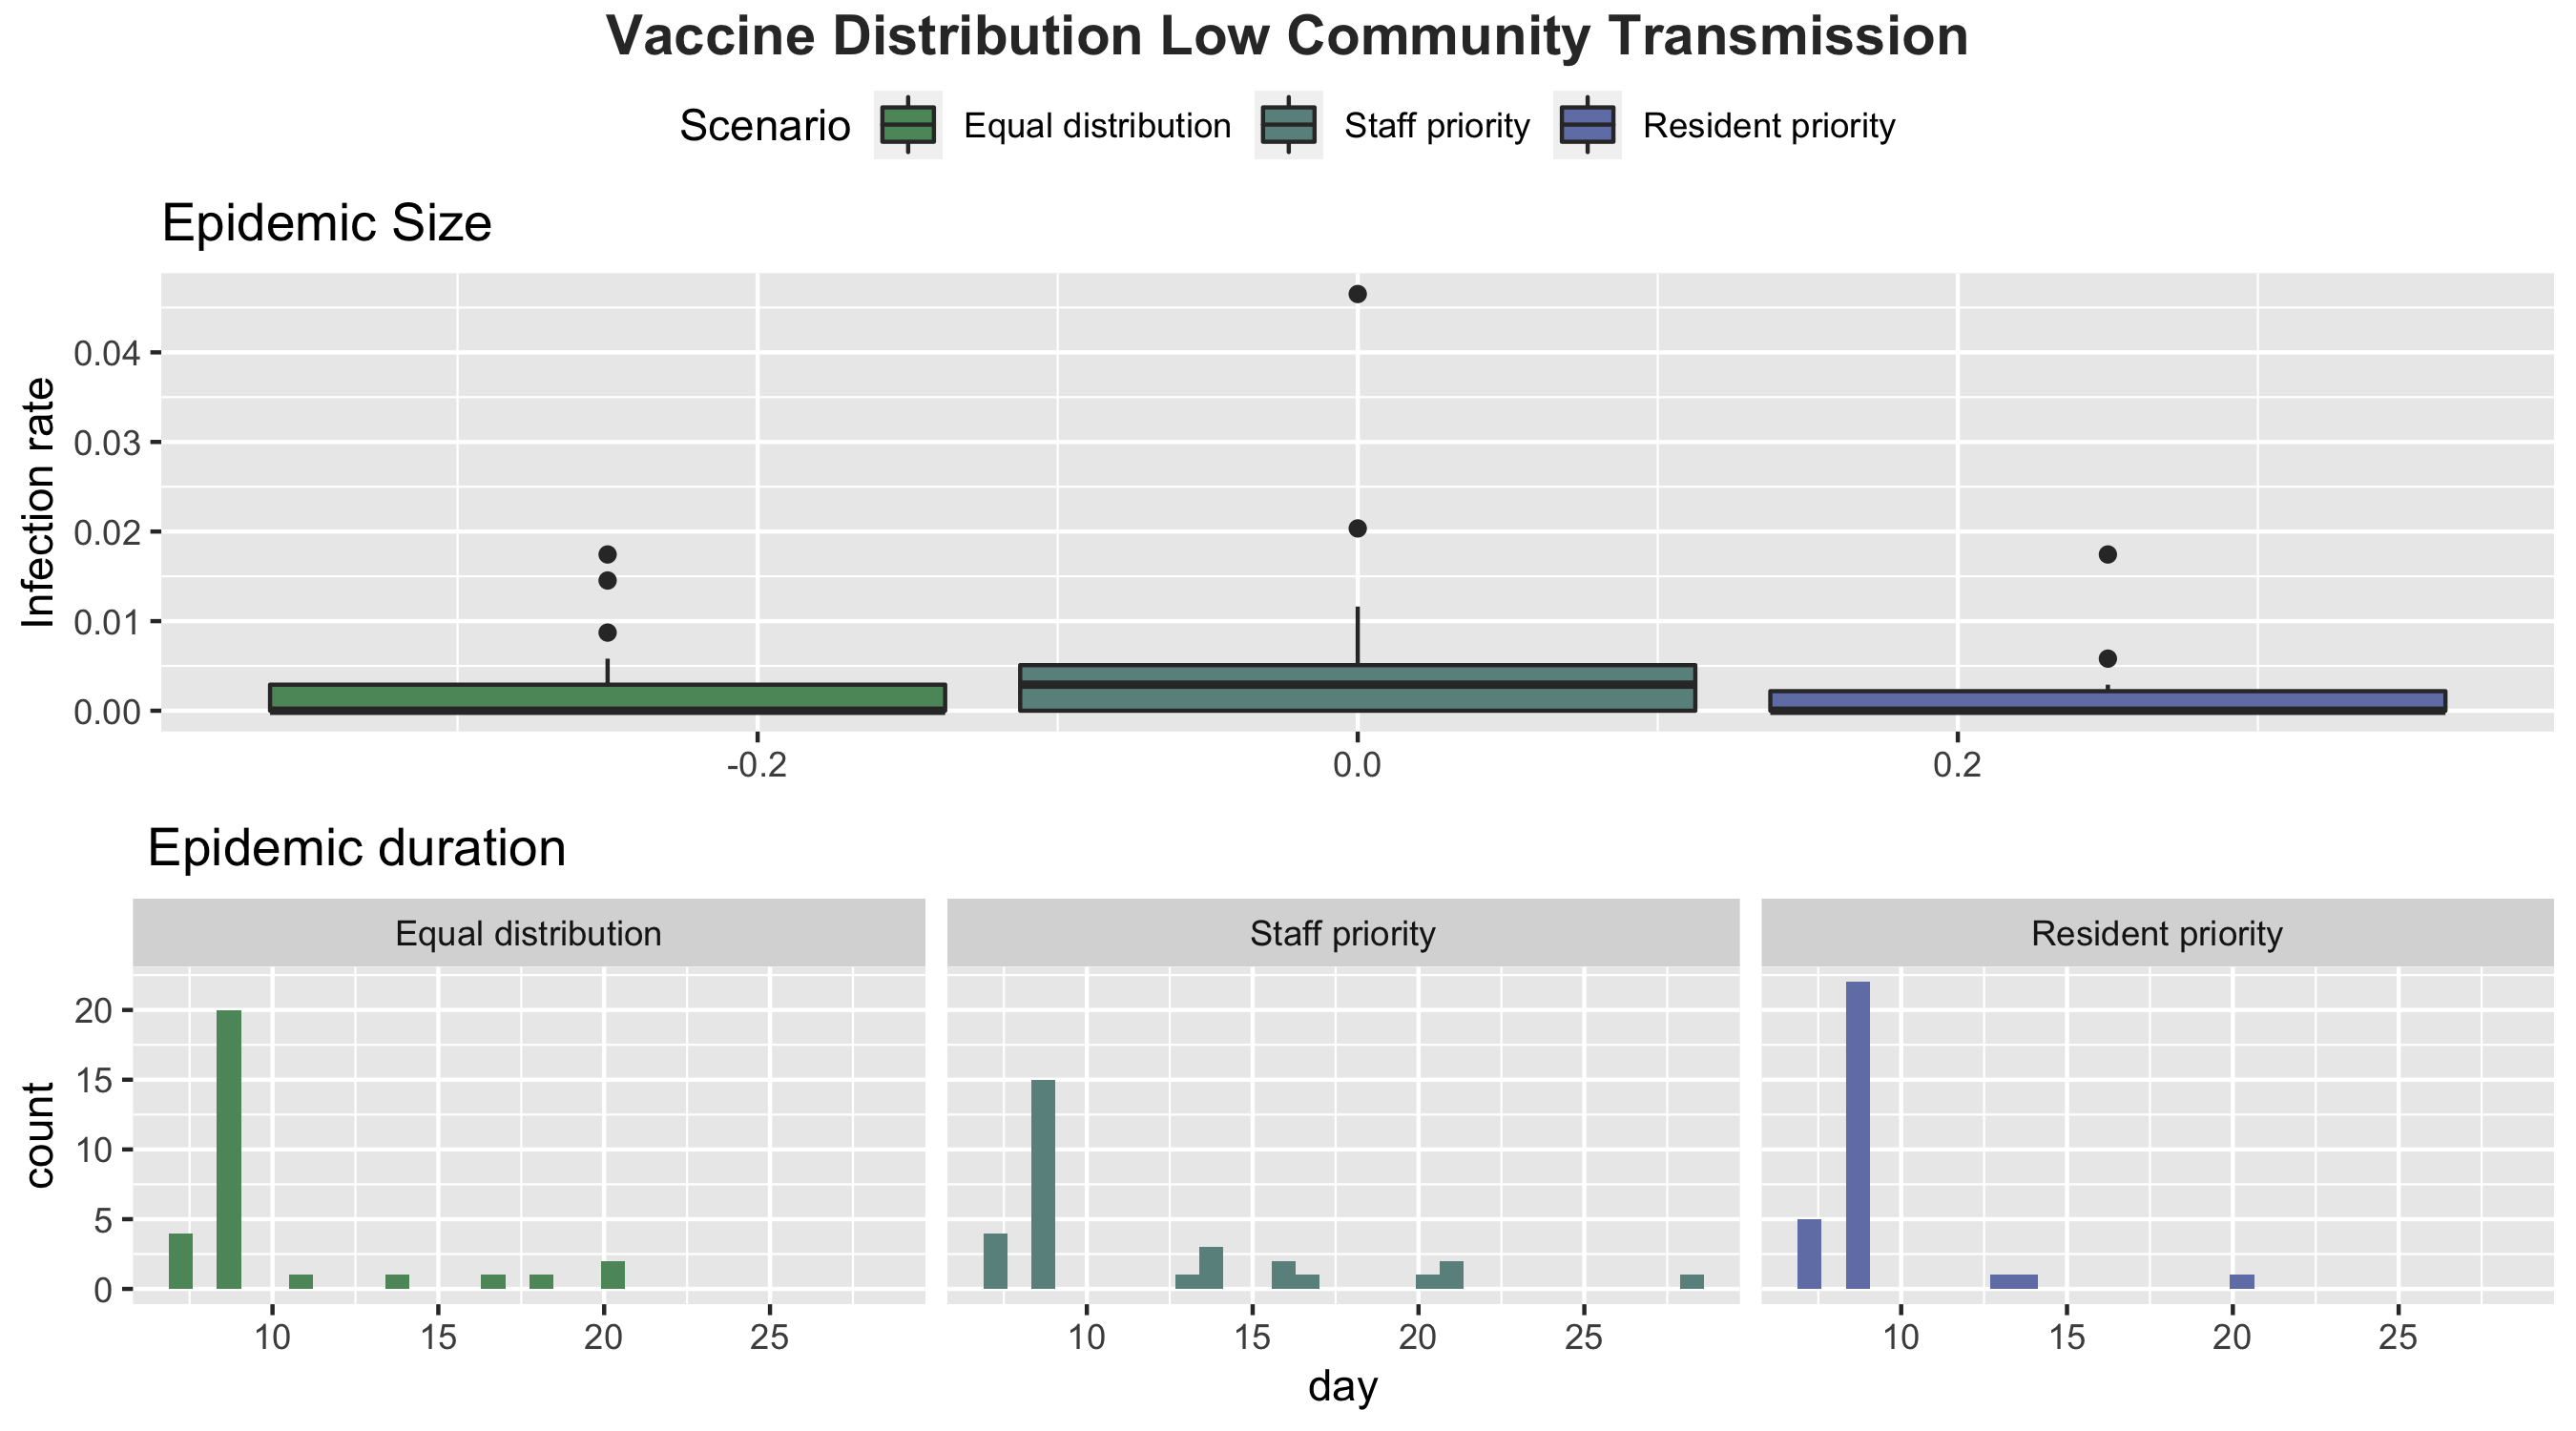 Vaccine Distribution Low Community Transmission
Scenario Equal distribution Staff priority Resident priority
Epidemic Size
Infection rate
0.04
0.03
0.02
0.01
0.00
-0.2 0.0 0.2
Epidemic duration
Equal distribution Staff priority Resident priority
count
20
15
10
5
0
10 15 20 25 10 15 20 25 10 15 20 25
day